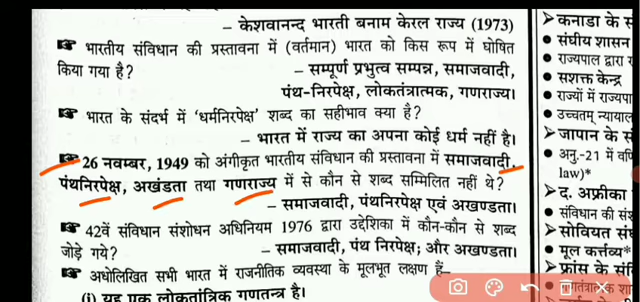 – केशवानन्द भारती बनाम केरल राज्य (1973)
☞ भारतीय संविधान की प्रस्तावना में (वर्तमान) भारत को किस रूप में घोषित
किया गया है? – सम्पूर्ण प्रभुत्व सम्पन्न, समाजवादी,
पंथ-निरपेक्ष, लोकतंत्रात्मक, गणराज्य।
☞ भारत के संदर्भ में ‘धर्मनिरपेक्ष’ शब्द का सहीभाव क्या है?
– भारत में राज्य का अपना कोई धर्म नहीं है।
☞ 26 नवम्बर, 1949 को अंगीकृत भारतीय संविधान की प्रस्तावना में समाजवादी,
पंथनिरपेक्ष, अखंडता तथा गणराज्य में से कौन से शब्द सम्मिलित नहीं थे?
– समाजवादी, पंथनिरपेक्ष एवं अखण्डता।
☞ 42वें संविधान संशोधन अधिनियम 1976 द्वारा उद्देशिका में कौन-कौन से शब्द
जोड़े गये? – समाजवादी, पंथ निरपेक्ष; और अखण्डता।
☞ अधोलिखित सभी भारत में राजनीतिक व्यवस्था के मूलभूत लक्षण हैं–
(i) यह एक लोकतांत्रिक गणतन्त्र है।
➤ कनाडा के
• संघीय शासन
• राज्यपाल द्वारा
• सशक्त केन्द्र
• राज्यों में राज्यपा
• उच्चतम् न्याया
➤ जापान के
• अनु.-21 में
law)*
➤ द. अफ्रीका
• संविधान की
➤ सोवियत
• मूल कर्त्तव्य*
➤ फ्रांस के